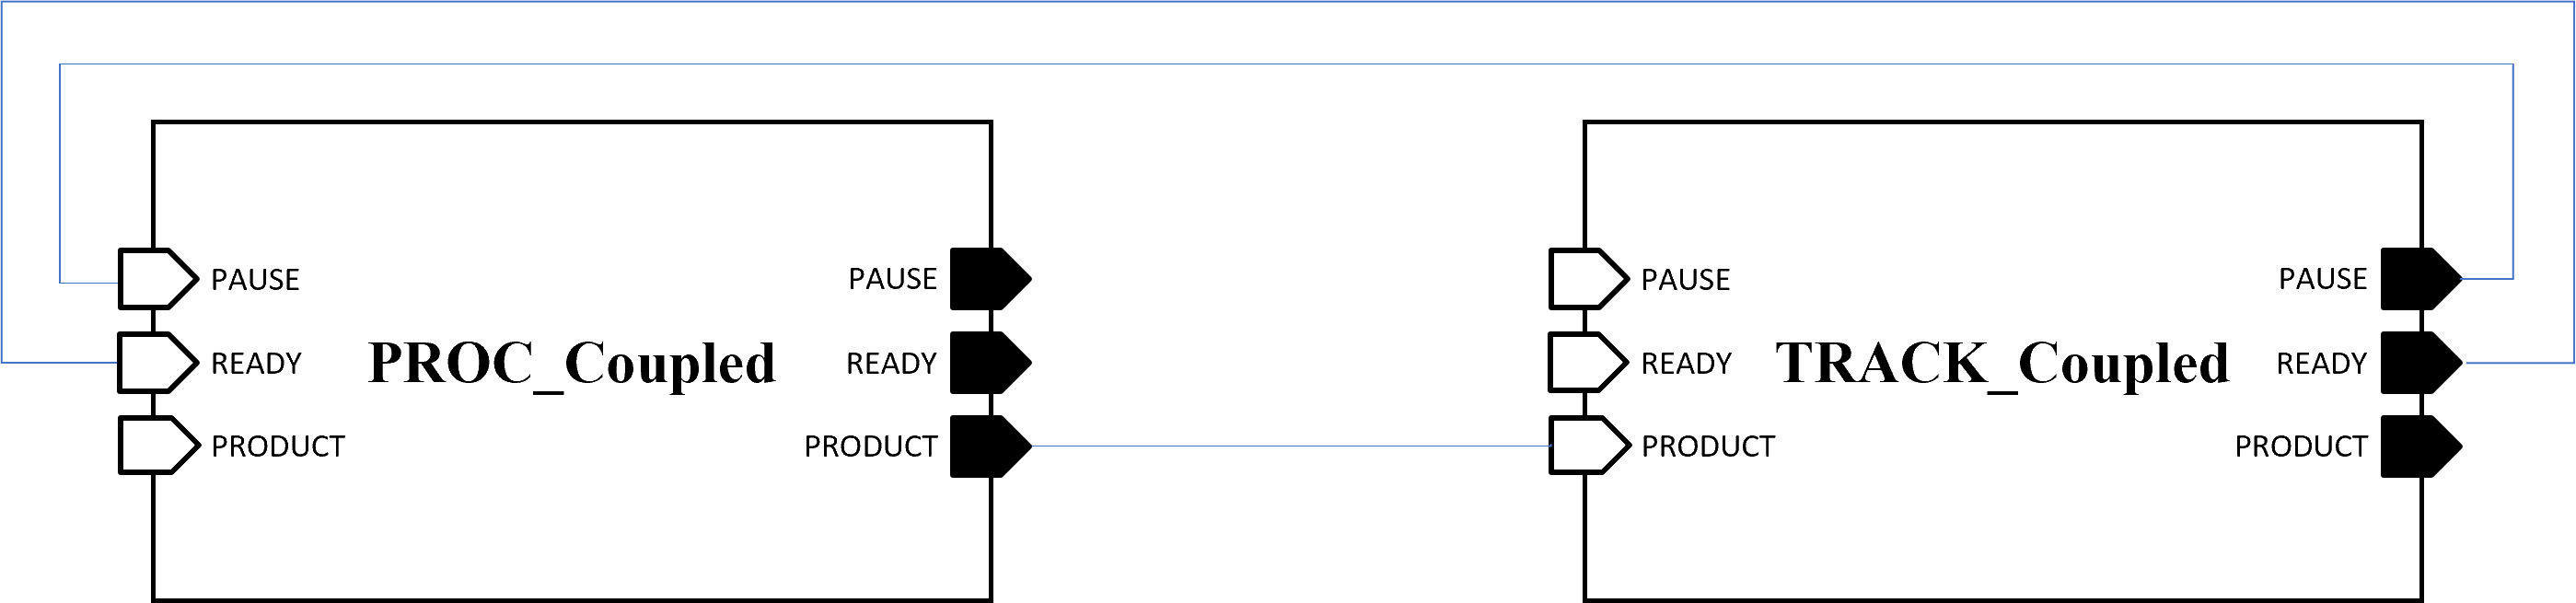 PAUSE
READY
PRODUCT
PROC_Coupled
PAUSE
READY
PRODUCT
PAUSE
READY
PRODUCT
TRACK_Coupled
PAUSE
READY
PRODUCT